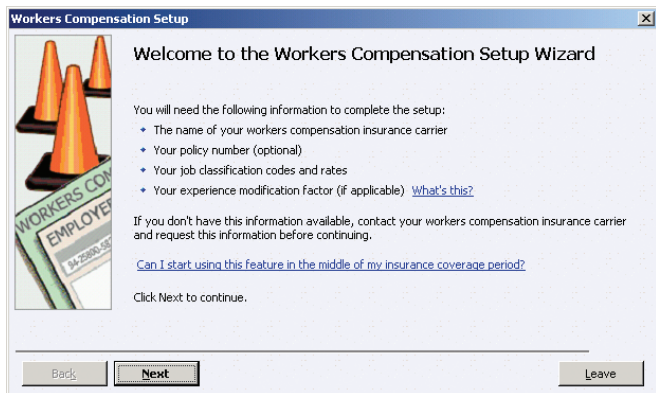 Workers Compensation Setup
Welcome to the Workers Compensation Setup Wizard
You will need the following information to complete the setup:
The name of your workers compensation insurance carrier
Your policy number (optional)
Your job classification codes and rates
Your experience modification factor (if applicable) What's this?
If you don't have this information available, contact your workers compensation insurance carrier
and request this information before continuing.
Can I start using this feature in the middle of my insurance coverage period?
Click Next to continue.
WORKERS COM
EMPLOYE
Back
Next
Leave